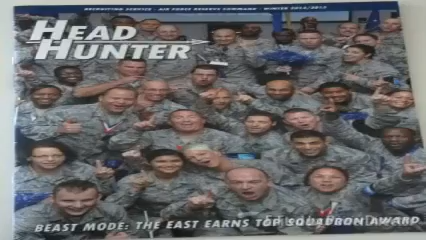 RECRUITING SERVICE · AIR FORCE RESERVE COMMAND · WINTER 2014/2015
HEAD
HUNTER
BEAST MODE: THE EAST EARNS TOP SQUADRON AWARD